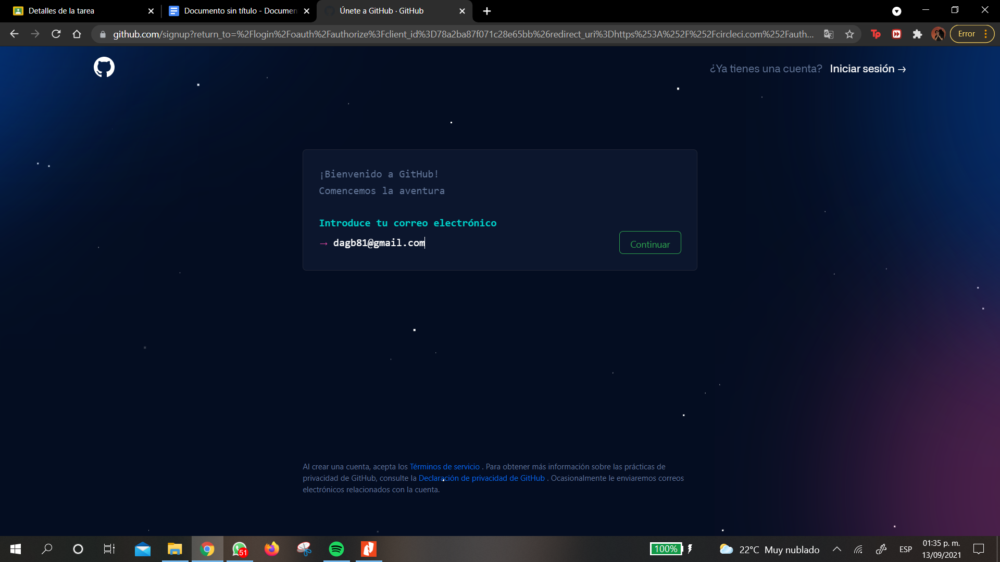 Detalles de la tarea
Documento sin título - Documen
Únete a GitHub · GitHub
github.com/signup?return_to=%2Flogin%2Foauth%2Fauthorize%3Fclient_id%3D78a2ba87f071c28e65bb%26redirect_uri%3Dhttps%253A%252F%252Fcircleci.com%252Fauth...
Tp
Error
¿Ya tienes una cuenta? Iniciar sesión →
¡Bienvenido a GitHub!
Comencemos la aventura
Introduce tu correo electrónico
→ dagb81@gmail.com
Continuar
Al crear una cuenta, acepta los Términos de servicio . Para obtener más información sobre las prácticas de
privacidad de GitHub, consulte la Declaración de privacidad de GitHub . Ocasionalmente le enviaremos correos
electrónicos relacionados con la cuenta.
51
100%
22°C Muy nublado
ESP
01:35 p. m.
13/09/2021